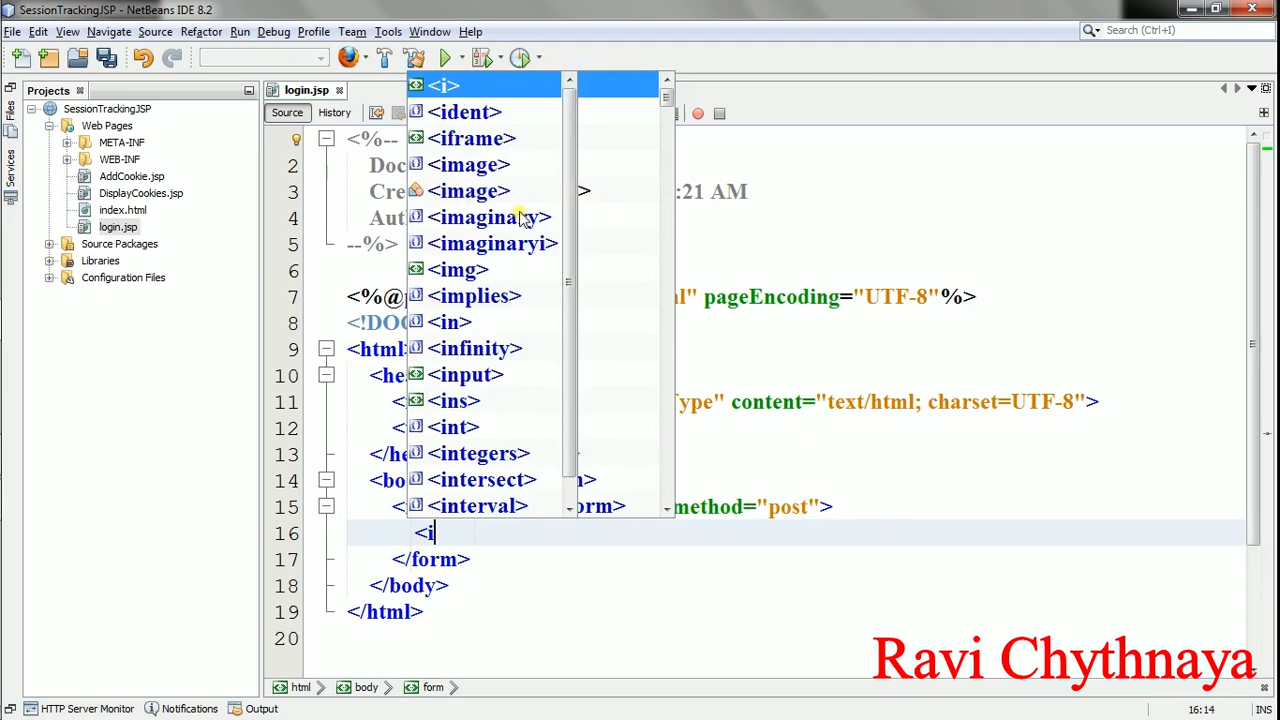 SessionTrackingJSP - NetBeans IDE 8.2
File Edit View Navigate Source Refactor Run Debug Profile Team Tools Window Help
Search (Ctrl+I)
Projects
login.jsp
Files
Services
SessionTrackingJSP
Web Pages
META-INF
WEB-INF
AddCookie.jsp
DisplayCookies.jsp
index.html
login.jsp
Source Packages
Libraries
Configuration Files
Source History
<i>
<ident>
<iframe>
<image>
<image>
<imaginary>
<imaginaryi>
<img>
<implies>
<in>
<infinity>
<input>
<ins>
<int>
<integers>
<intersect>
<interval>
<%--
2 Doc
3 Cre > :21 AM
4 Aut
5 --%>
6
7 <%@ " pageEncoding="UTF-8"%>
8 <!DOC
9 <html
10 <he
11 < ype" content="text/html; charset=UTF-8">
12 <
13 </he
14 <bo >
15 < orm> method="post">
16 <i
17 </form>
18 </body>
19 </html>
20
Ravi Chythnaya
html body form
HTTP Server Monitor Notifications Output
16:14 INS